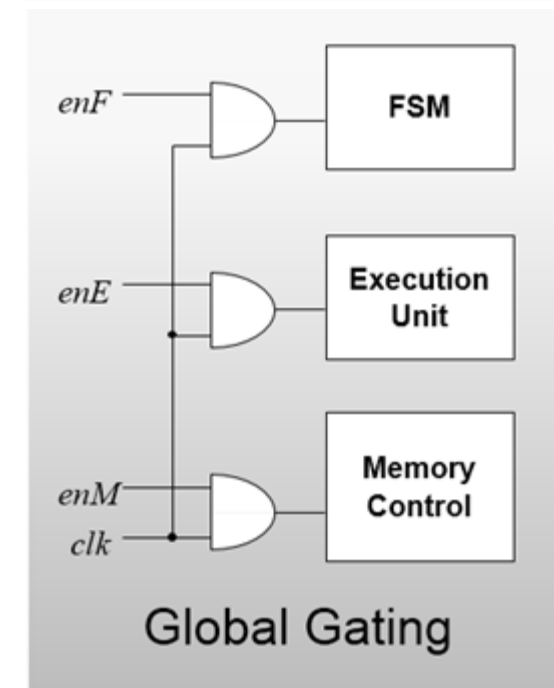 enF
FSM
enE
Execution
Unit
enM
clk
Memory
Control
Global Gating